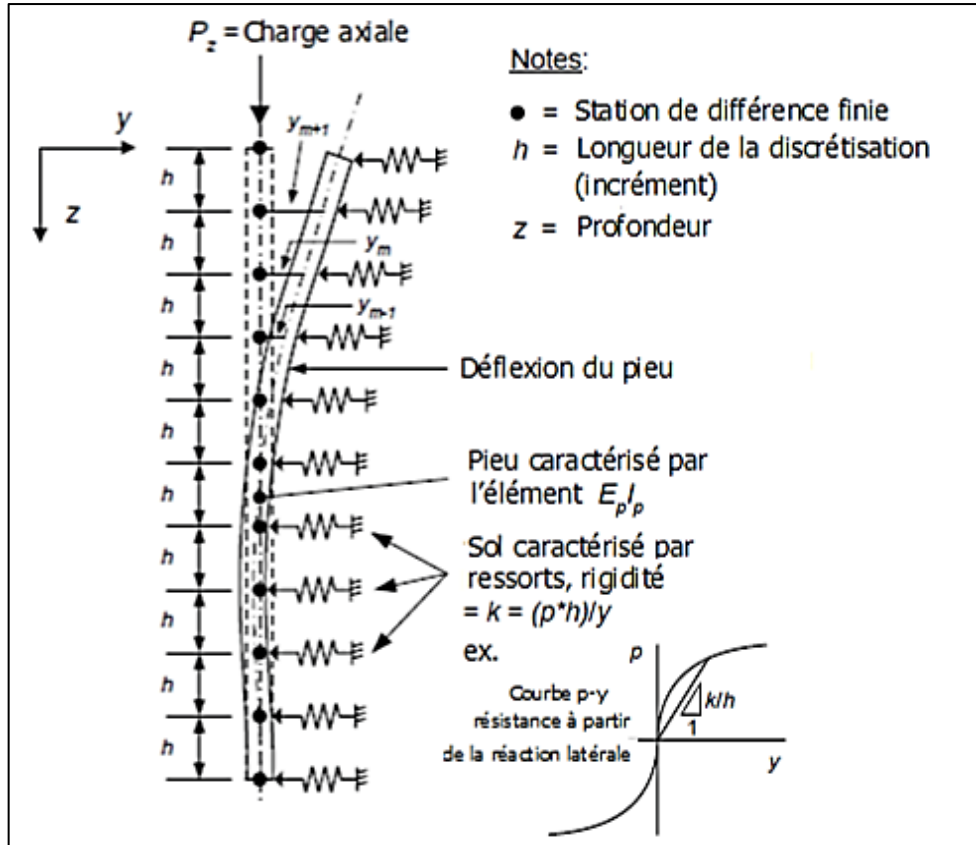 P_z = Charge axiale
y
z
h
h
h
h
h
h
h
h
h
h
y_m+1
y_m
y_m-1
Notes:
● = Station de différence finie
h = Longueur de la discrétisation
(incrément)
z = Profondeur
Déflexion du pieu
Pieu caractérisé par
l'élément E_pI_p
Sol caractérisé par
ressorts, rigidité
= k = (p*h)/y
ex.
Courbe p-y
résistance à partir
de la réaction latérale
p
k/h
1
y